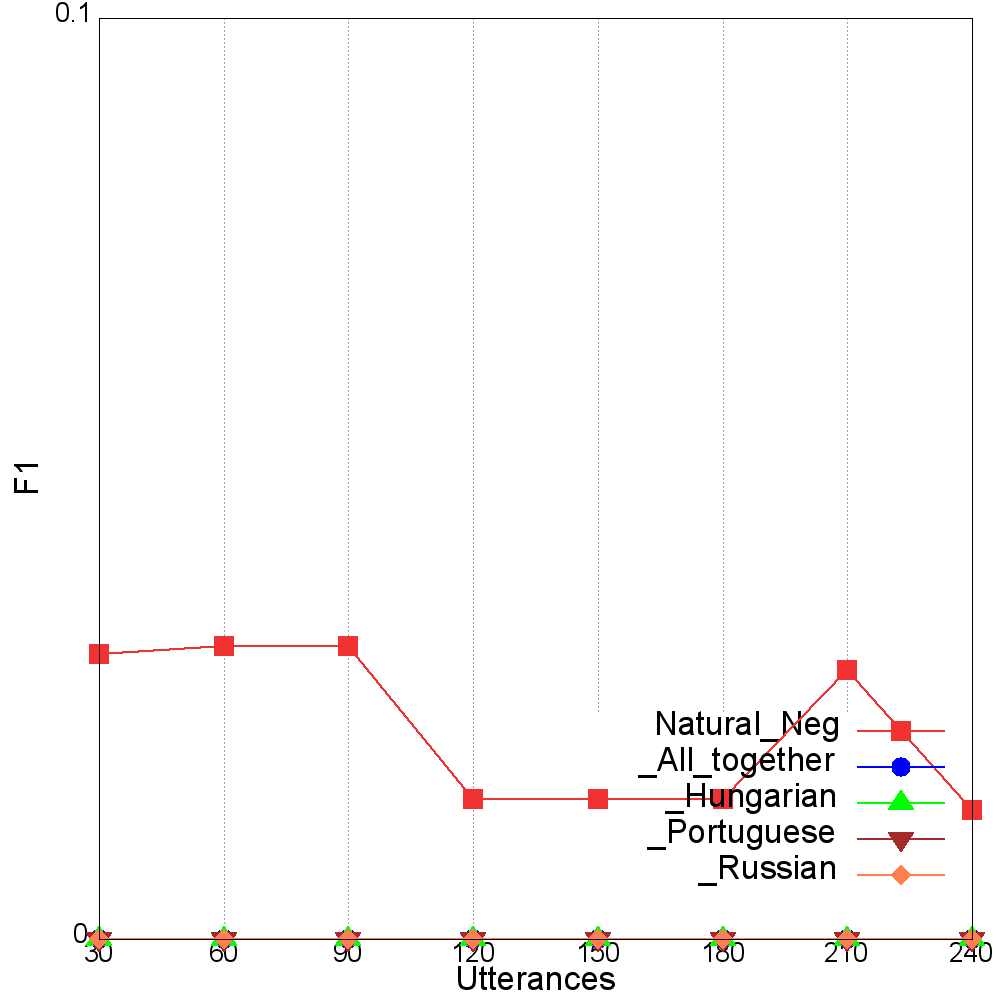 0.1
F1
Natural_Neg
_All_together
_Hungarian
_Portuguese
_Russian
0
30 60 90 120 150 180 210 240
Utterances